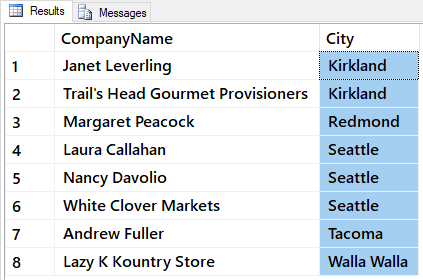 Results Messages
CompanyName City
1 Janet Leverling Kirkland
2 Trail's Head Gourmet Provisioners Kirkland
3 Margaret Peacock Redmond
4 Laura Callahan Seattle
5 Nancy Davolio Seattle
6 White Clover Markets Seattle
7 Andrew Fuller Tacoma
8 Lazy K Kountry Store Walla Walla